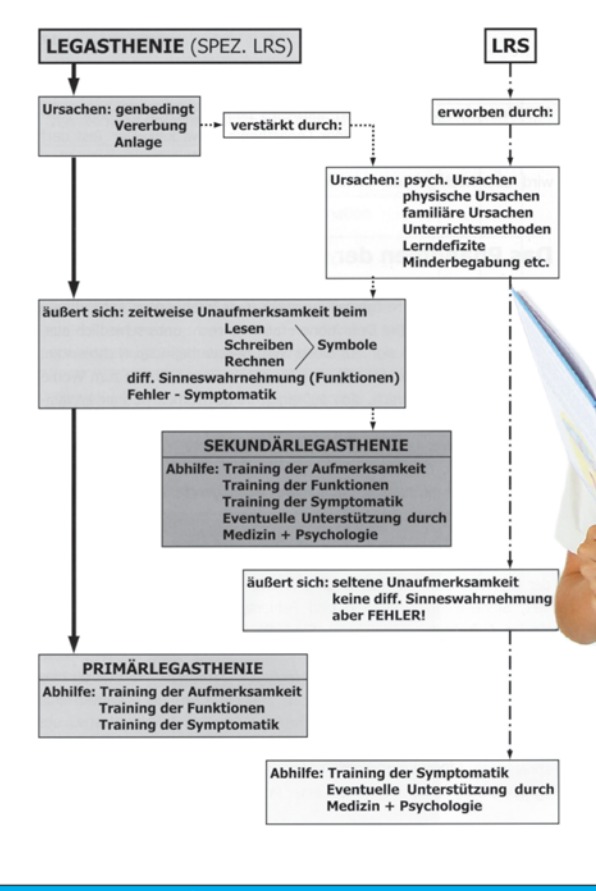 LEGASTHENIE (SPEZ. LRS)
LRS
Ursachen: genbedingt
Vererbung
Anlage
verstärkt durch:
erworben durch:
Ursachen: psych. Ursachen
physische Ursachen
familiäre Ursachen
Unterrichtsmethoden
Lerndefizite
Minderbegabung etc.
äußert sich: zeitweise Unaufmerksamkeit beim
Lesen
Schreiben Symbole
Rechnen
diff. Sinneswahrnehmung (Funktionen)
Fehler - Symptomatik
SEKUNDÄRLEGASTHENIE
Abhilfe: Training der Aufmerksamkeit
Training der Funktionen
Training der Symptomatik
Eventuelle Unterstützung durch
Medizin + Psychologie
äußert sich: seltene Unaufmerksamkeit
keine diff. Sinneswahrnehmung
aber FEHLER!
PRIMÄRLEGASTHENIE
Abhilfe: Training der Aufmerksamkeit
Training der Funktionen
Training der Symptomatik
Abhilfe: Training der Symptomatik
Eventuelle Unterstützung durch
Medizin + Psychologie